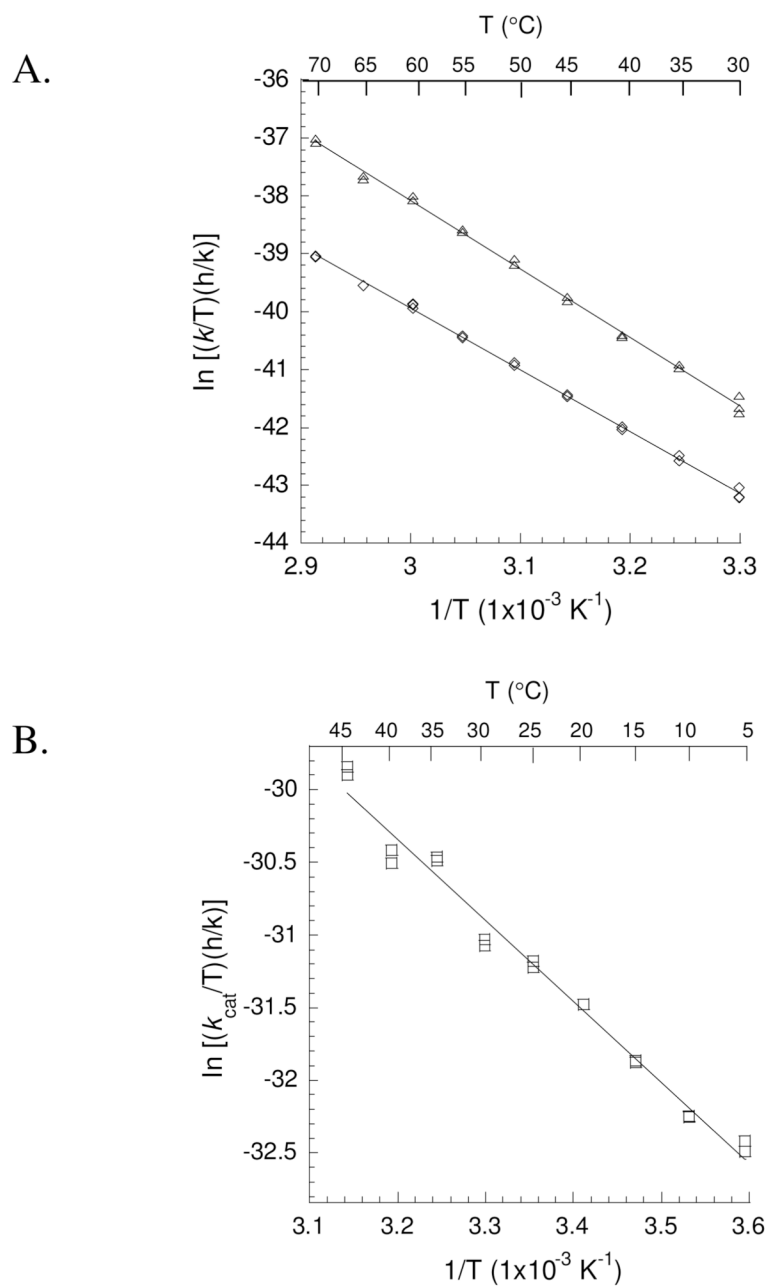 A.
T (°C)
70 65 60 55 50 45 40 35 30
-36
-37
-38
-39
-40
-41
-42
-43
-44
ln [(k/T)(h/k)]
2.9 3 3.1 3.2 3.3
1/T (1x10⁻³ K⁻¹)
B.
T (°C)
45 40 35 30 25 20 15 10 5
-30
-30.5
-31
-31.5
-32
-32.5
ln [(k_cat/T)(h/k)]
3.1 3.2 3.3 3.4 3.5 3.6
1/T (1x10⁻³ K⁻¹)